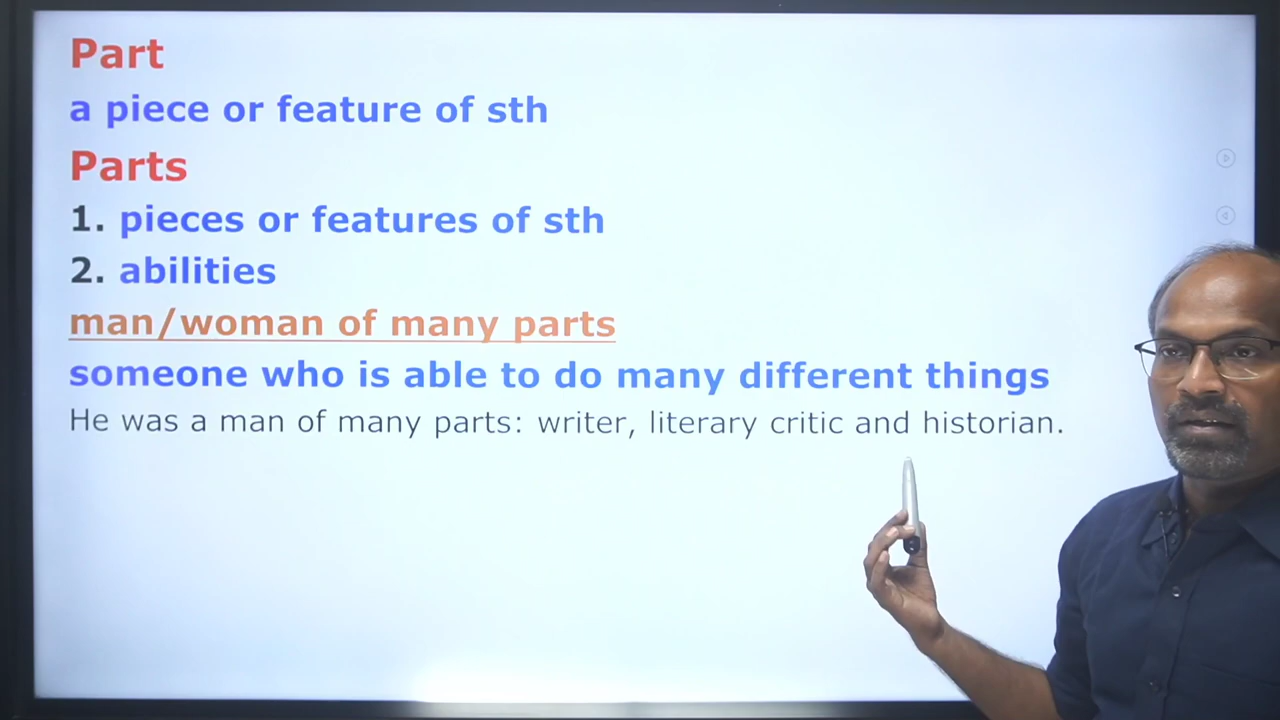 Part
a piece or feature of sth
Parts
1. pieces or features of sth
2. abilities
man/woman of many parts
someone who is able to do many different things
He was a man of many parts: writer, literary critic and historian.